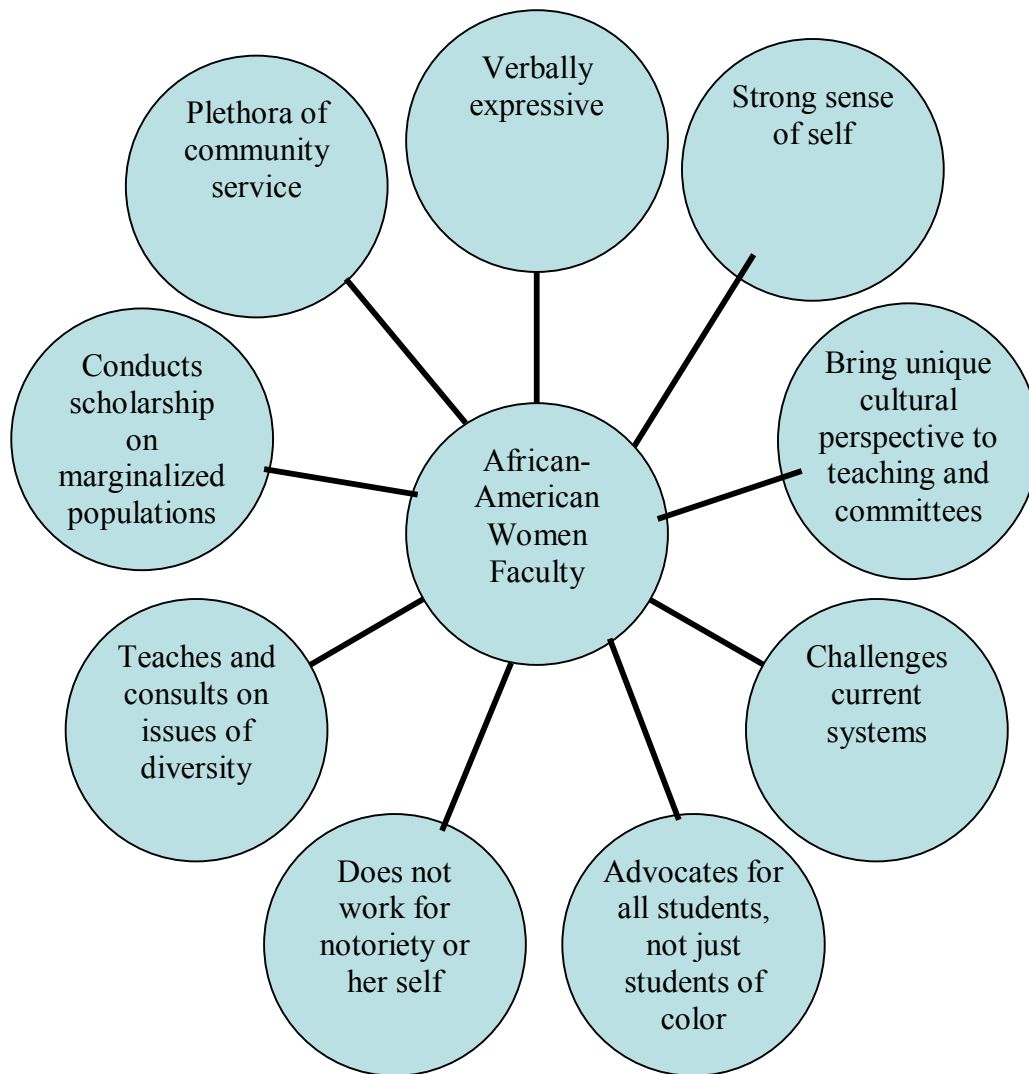 Verbally
expressive
Strong sense
of self
Bring unique
cultural
perspective to
teaching and
committees
Challenges
current
systems
Advocates for
all students,
not just
students of
color
Does not
work for
notoriety or
her self
Teaches and
consults on
issues of
diversity
Conducts
scholarship
on
marginalized
populations
Plethora of
community
service
African-
American
Women
Faculty